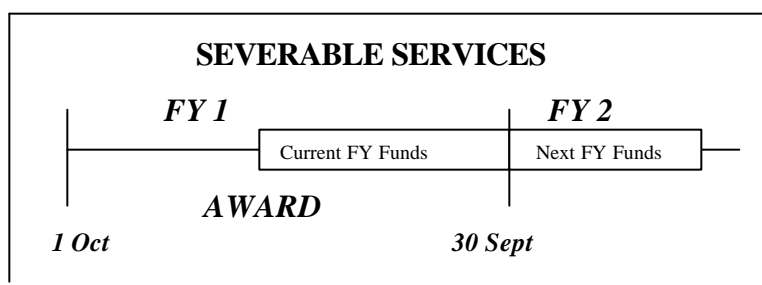 SEVERABLE SERVICES
FY 1 FY 2
Current FY Funds Next FY Funds
AWARD
1 Oct 30 Sept